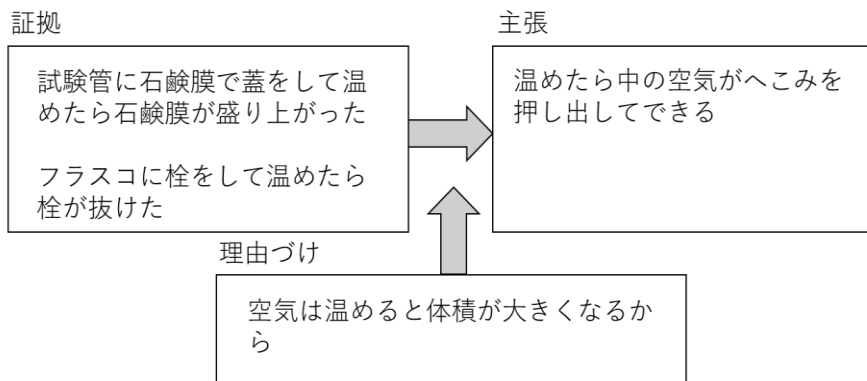 証拠
試験管に石鹸膜で蓋をして温
めたら石鹸膜が盛り上がった
フラスコに栓をして温めたら
栓が抜けた
主張
温めたら中の空気がへこみを
押し出してできる
理由づけ
空気は温めると体積が大きくなるか
ら